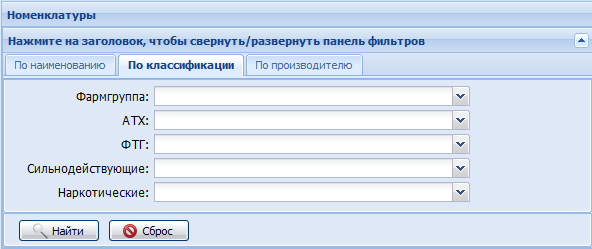 Номенклатуры
Нажмите на заголовок, чтобы свернуть/развернуть панель фильтров
По наименованию По классификации По производителю
Фармгруппа:
АТХ:
ФТГ:
Сильнодействующие:
Наркотические:
Найти Сброс